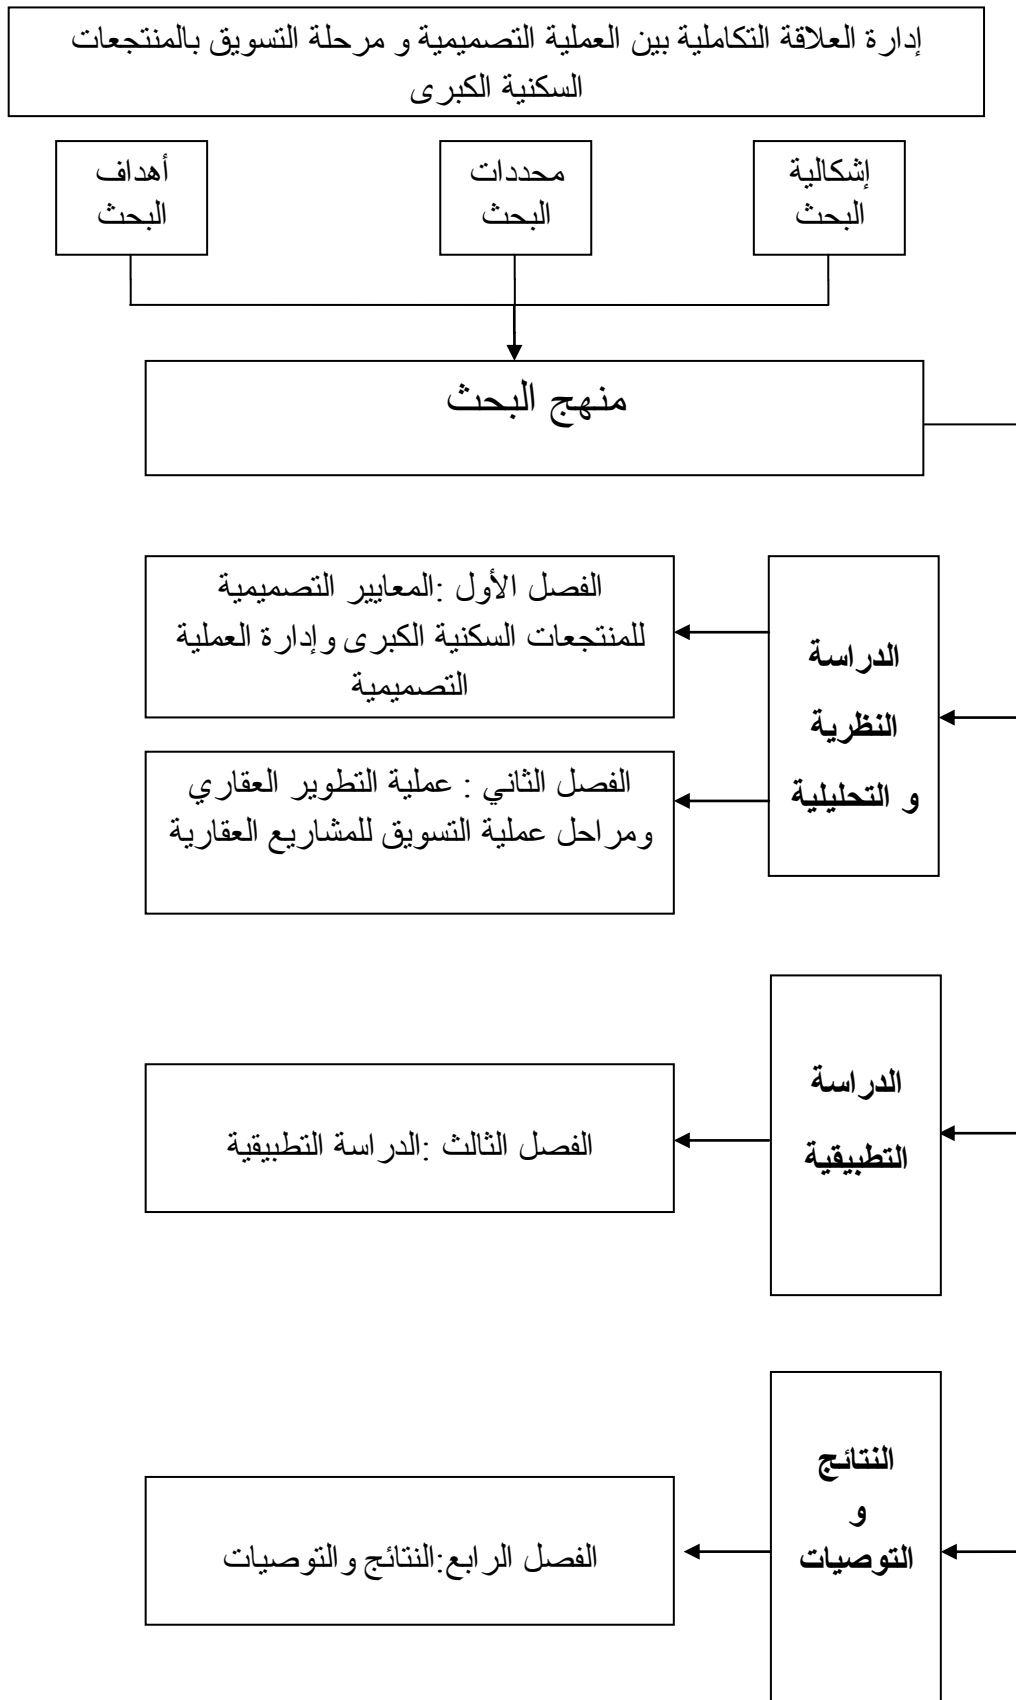 إدارة العلاقة التكاملية بين العملية التصميمية و مرحلة التسويق بالمنتجعات
السكنية الكبرى
إشكالية
البحث
محددات
البحث
أهداف
البحث
منهج البحث
الدراسة
النظرية
و التحليلية
الفصل الأول :المعايير التصميمية
للمنتجعات السكنية الكبرى وإدارة العملية
التصميمية
الفصل الثاني : عملية التطوير العقاري
ومراحل عملية التسويق للمشاريع العقارية
الدراسة
التطبيقية
الفصل الثالث :الدراسة التطبيقية
النتائج
و
التوصيات
الفصل الرابع:النتائج والتوصيات